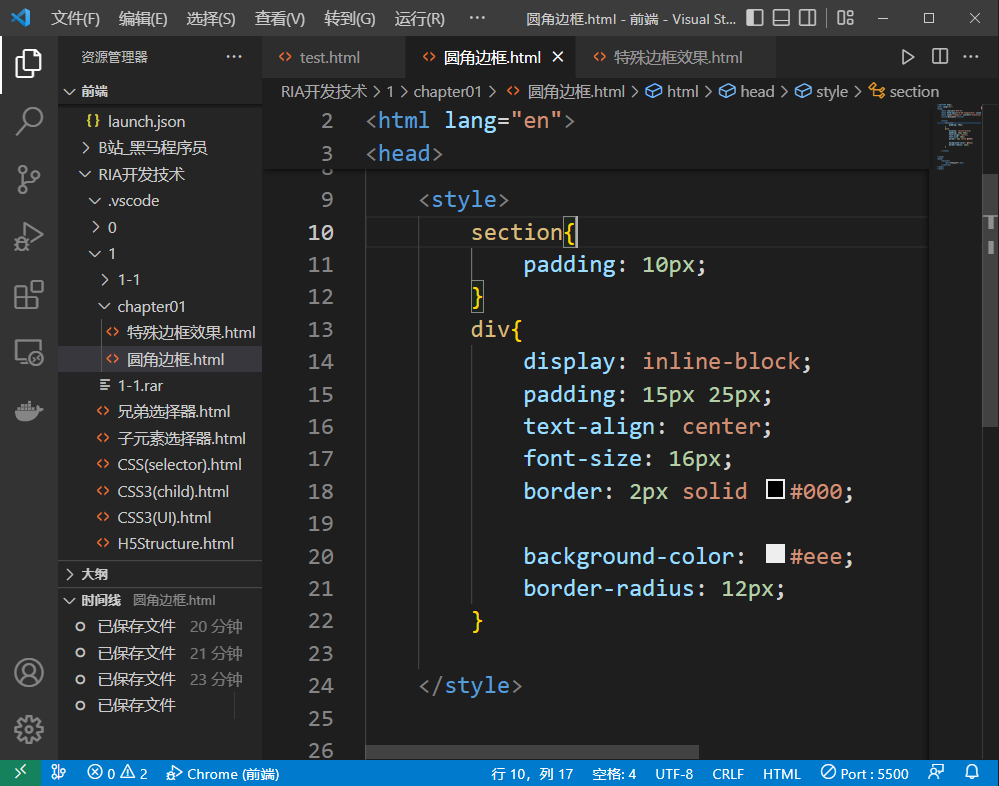 文件(F) 编辑(E) 选择(S) 查看(V) 转到(G) 运行(R) ··· 圆角边框.html - 前端 - Visual St...
资源管理器 ···
前端
launch.json
B站_黑马程序员
RIA开发技术
.vscode
0
1
1-1
chapter01
特殊边框效果.html
圆角边框.html
1-1.rar
兄弟选择器.html
子元素选择器.html
CSS(selector).html
CSS3(child).html
CSS3(UI).html
H5Structure.html
大纲
时间线 圆角边框.html
已保存文件 20 分钟
已保存文件 21 分钟
已保存文件 23 分钟
已保存文件
test.html 圆角边框.html 特殊边框效果.html ···
RIA开发技术 > 1 > chapter01 > 圆角边框.html > html > head > style > section
2 <html lang="en">
3 <head>
8
9 <style>
10 section{
11 padding: 10px;
12 }
13 div{
14 display: inline-block;
15 padding: 15px 25px;
16 text-align: center;
17 font-size: 16px;
18 border: 2px solid #000;
19
20 background-color: #eee;
21 border-radius: 12px;
22 }
23
24 </style>
25
26
0 2 Chrome (前端) 行 10，列 17 空格: 4 UTF-8 CRLF HTML Port : 5500